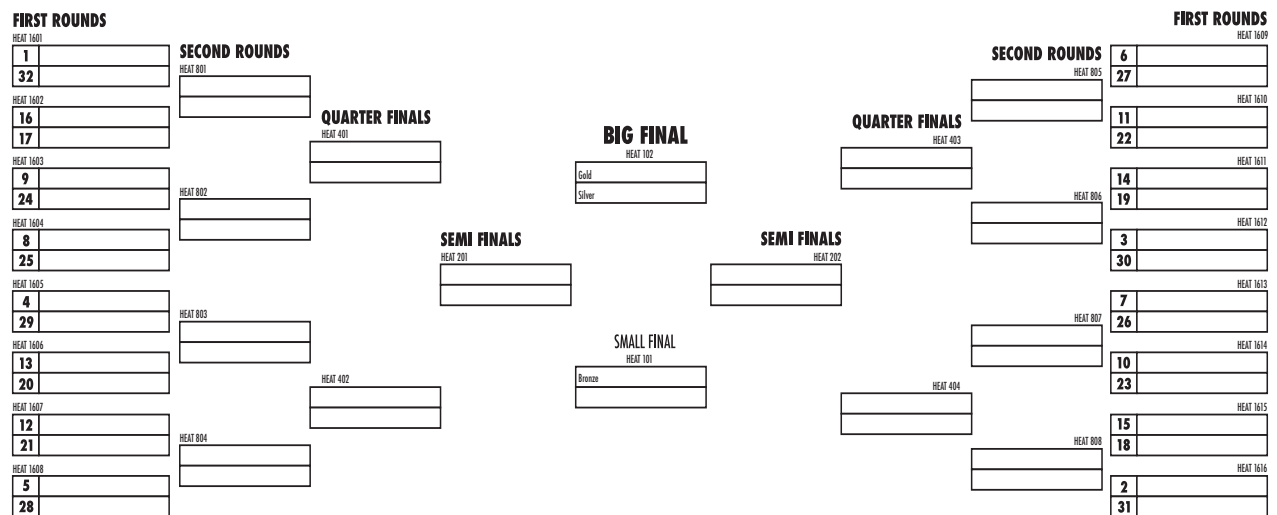 FIRST ROUNDS
HEAT 1601
1
32
HEAT 1602
16
17
HEAT 1603
9
24
HEAT 1604
8
25
HEAT 1605
4
29
HEAT 1606
13
20
HEAT 1607
12
21
HEAT 1608
5
28
SECOND ROUNDS
HEAT 801
HEAT 802
HEAT 803
HEAT 804
QUARTER FINALS
HEAT 401
HEAT 402
SEMI FINALS
HEAT 201
BIG FINAL
HEAT 102
Gold
Silver
SMALL FINAL
HEAT 101
Bronze
SEMI FINALS
HEAT 202
QUARTER FINALS
HEAT 403
HEAT 404
SECOND ROUNDS
HEAT 805
HEAT 806
HEAT 807
HEAT 808
FIRST ROUNDS
HEAT 1609
6
27
HEAT 1610
11
22
HEAT 1611
14
19
HEAT 1612
3
30
HEAT 1613
7
26
HEAT 1614
10
23
HEAT 1615
15
18
HEAT 1616
2
31